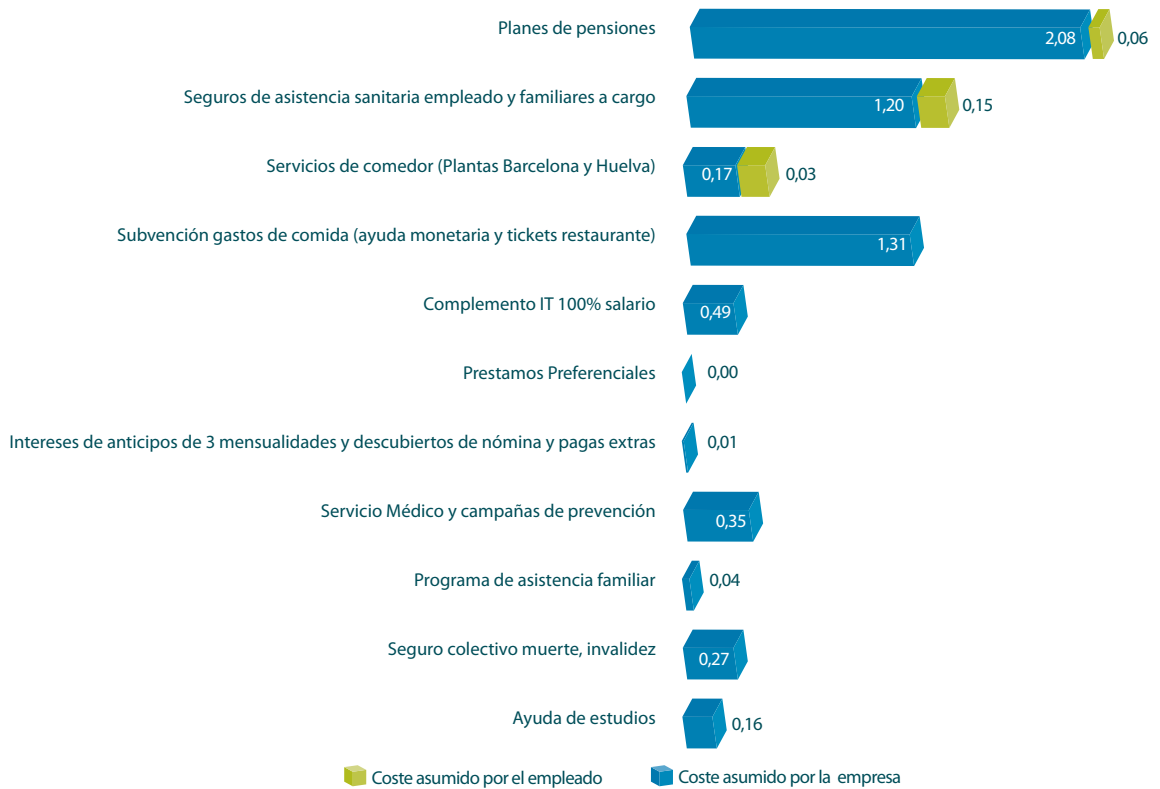 Planes de pensiones 2,08 0,06
Seguros de asistencia sanitaria empleado y familiares a cargo 1,20 0,15
Servicios de comedor (Plantas Barcelona y Huelva) 0,17 0,03
Subvención gastos de comida (ayuda monetaria y tickets restaurante) 1,31
Complemento IT 100% salario 0,49
Prestamos Preferenciales 0,00
Intereses de anticipos de 3 mensualidades y descubiertos de nómina y pagas extras 0,01
Servicio Médico y campañas de prevención 0,35
Programa de asistencia familiar 0,04
Seguro colectivo muerte, invalidez 0,27
Ayuda de estudios 0,16
Coste asumido por el empleado Coste asumido por la empresa